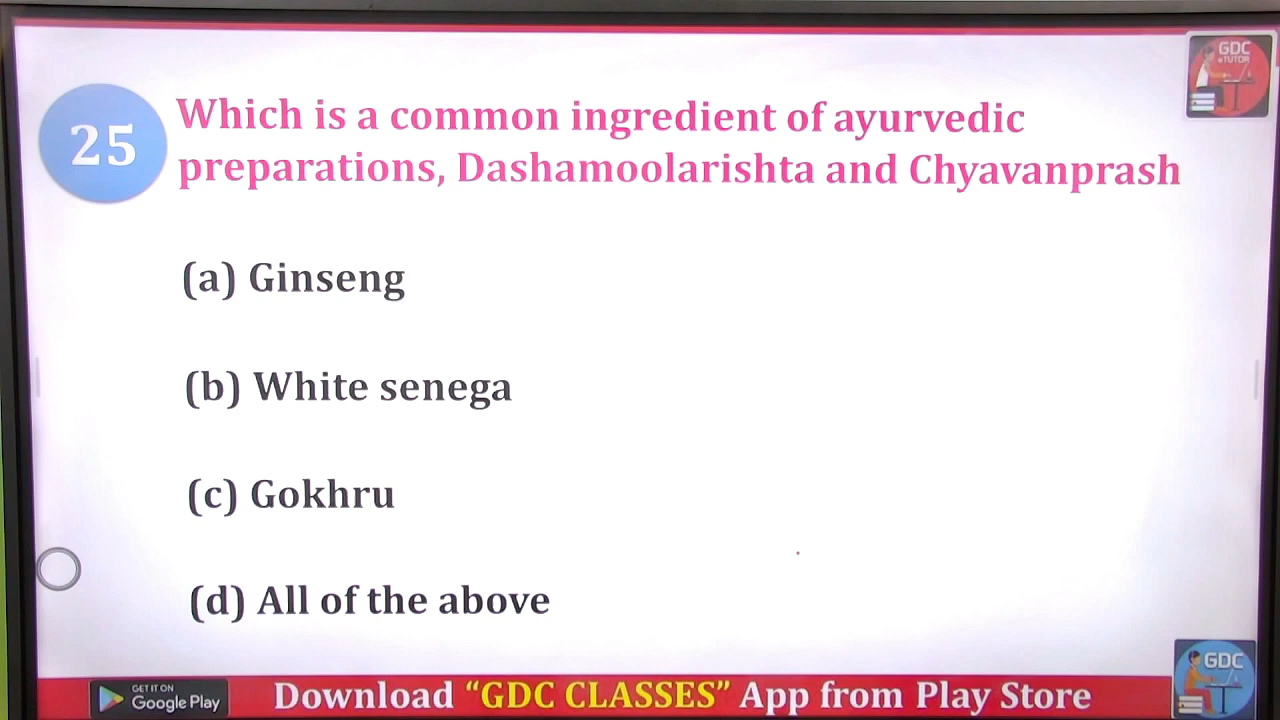 GDC
eTUTOR
25
Which is a common ingredient of ayurvedic
preparations, Dashamoolarishta and Chyavanprash
(a) Ginseng
(b) White senega
(c) Gokhru
(d) All of the above
GDC
GET IT ON
Google Play
Download “GDC CLASSES” App from Play Store